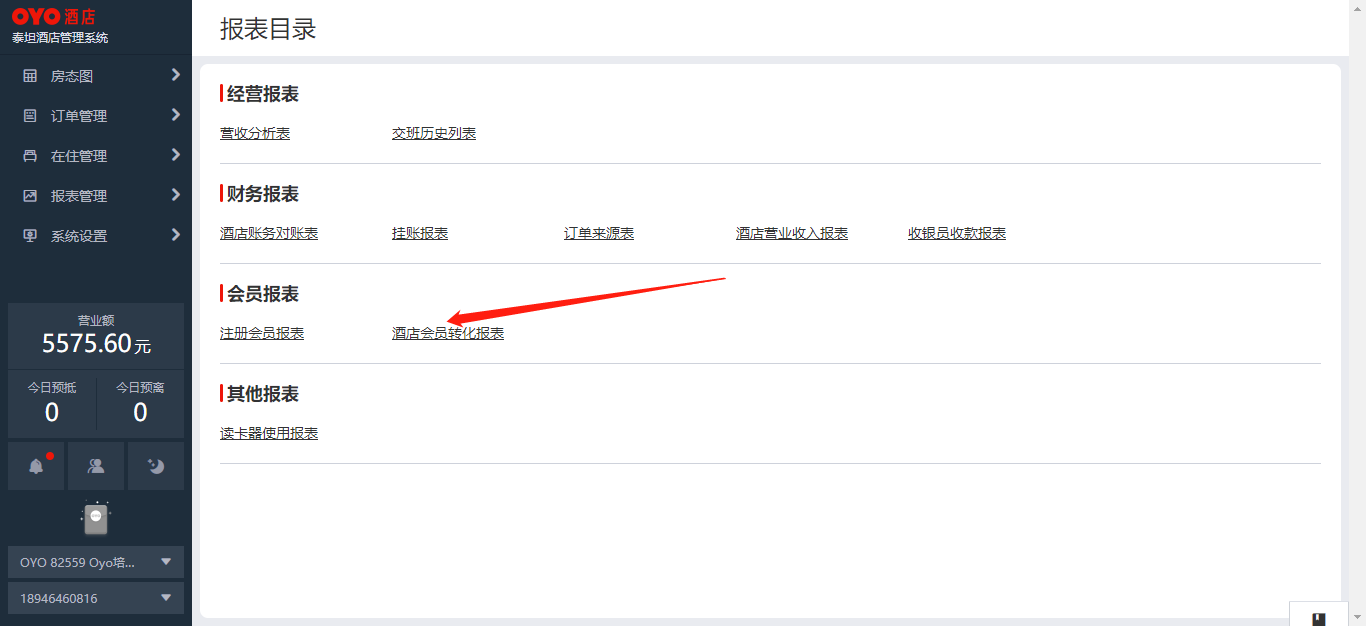 OYO 酒店
泰坦酒店管理系统
房态图
订单管理
在住管理
报表管理
系统设置
营业额
5575.60元
今日预抵 今日预离
0 0
OYO 82559 Oyo培...
18946460816
报表目录
经营报表
营收分析表 交班历史列表
财务报表
酒店账务对账表 挂账报表 订单来源表 酒店营业收入报表 收银员收款报表
会员报表
注册会员报表 酒店会员转化报表
其他报表
读卡器使用报表